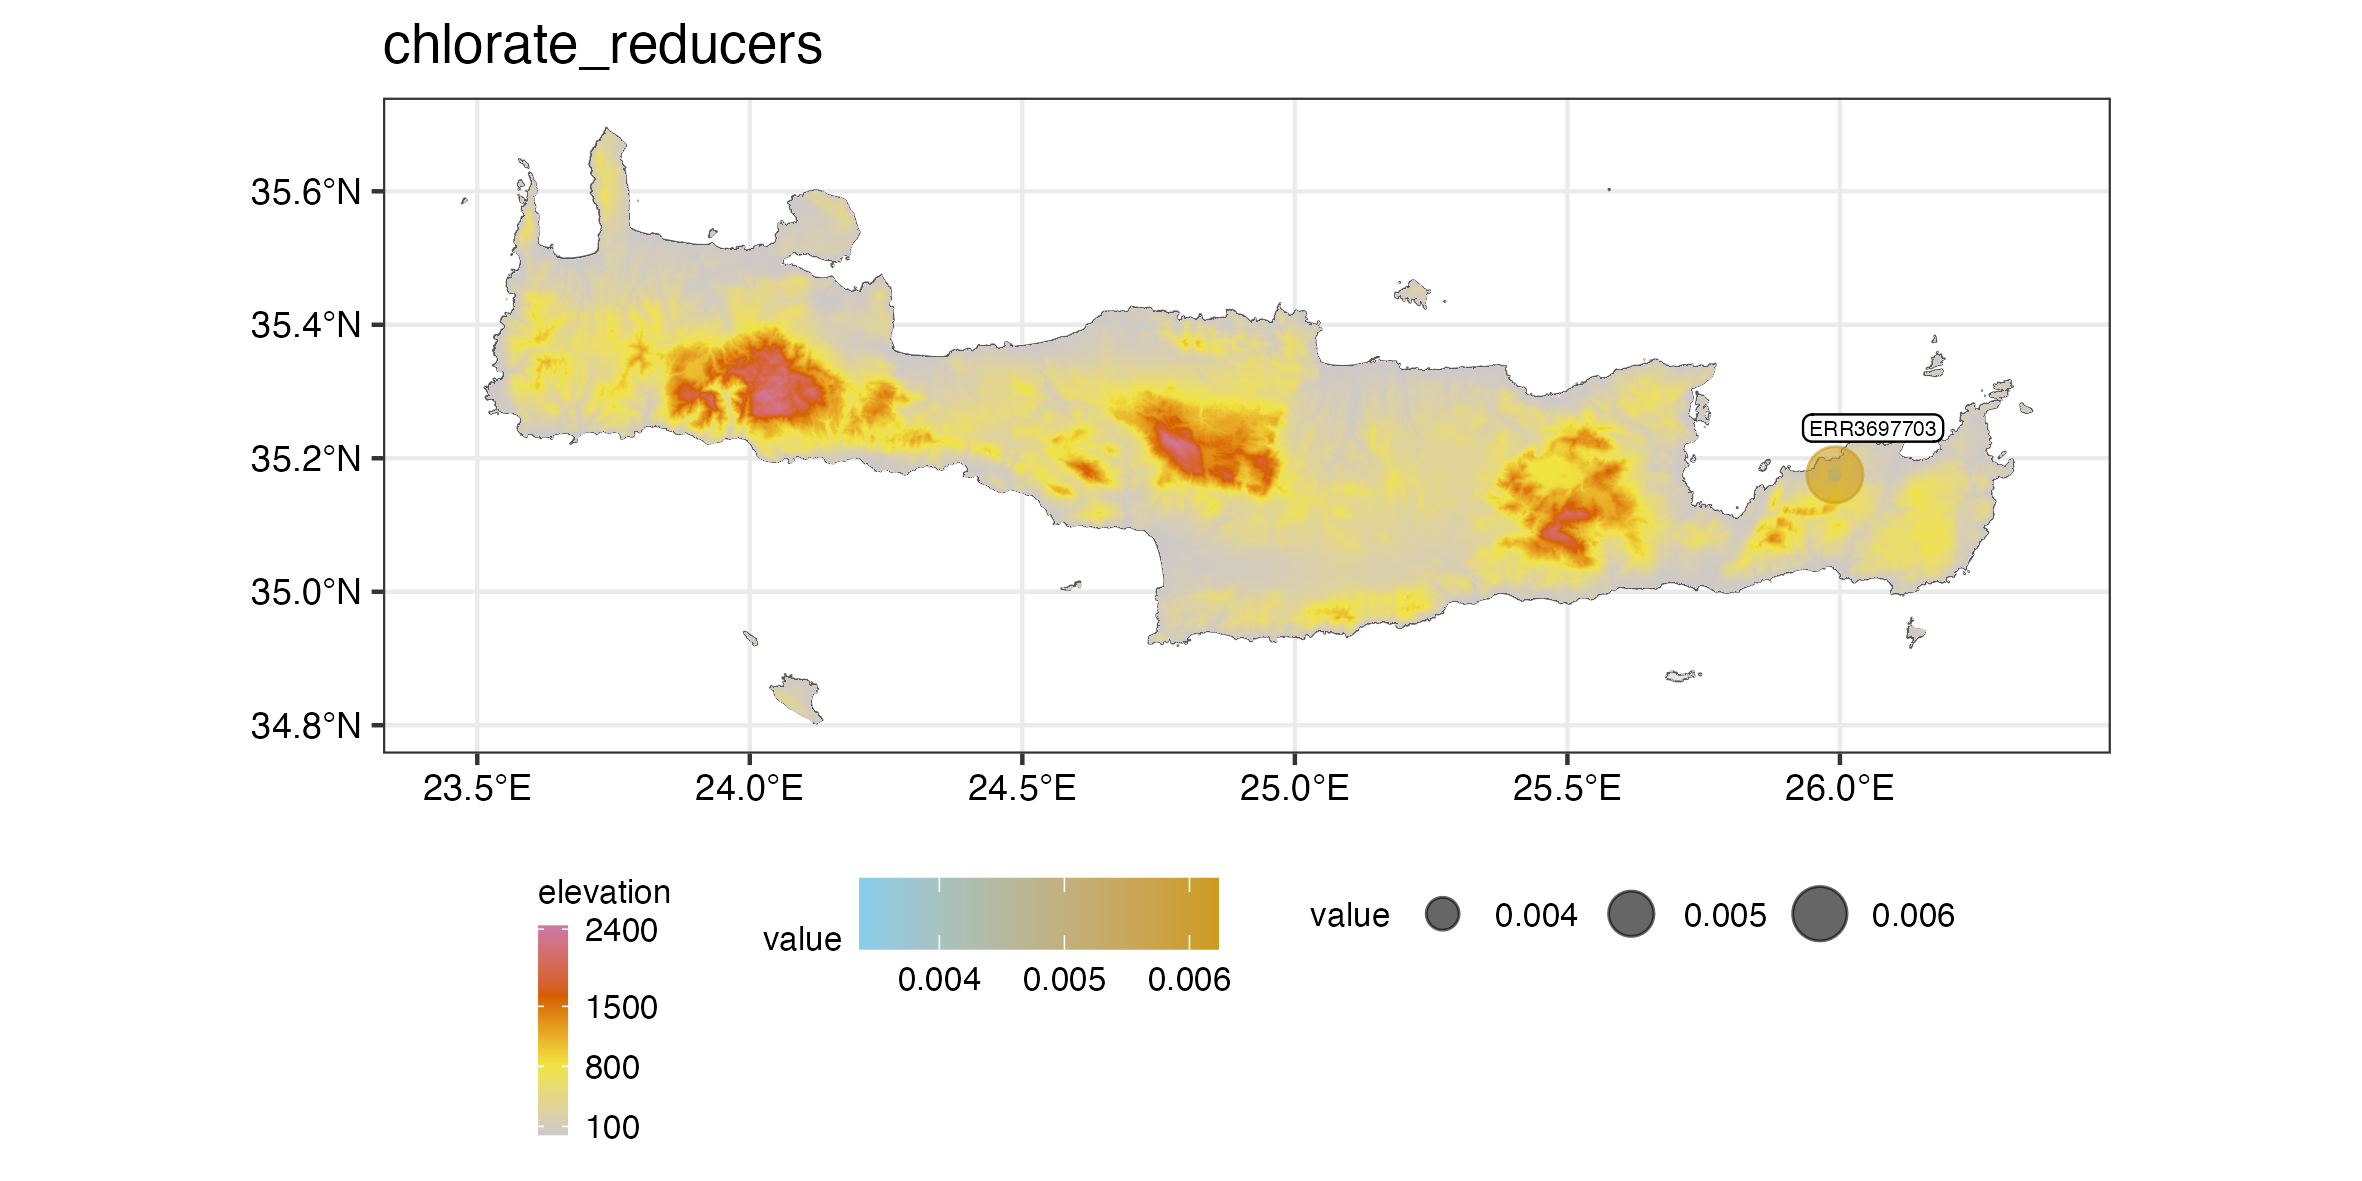 chlorate_reducers
35.6°N
35.4°N
35.2°N
35.0°N
34.8°N
ERR3697703
23.5°E 24.0°E 24.5°E 25.0°E 25.5°E 26.0°E
elevation
2400
1500
800
100
value
0.004 0.005 0.006
value 0.004 0.005 0.006